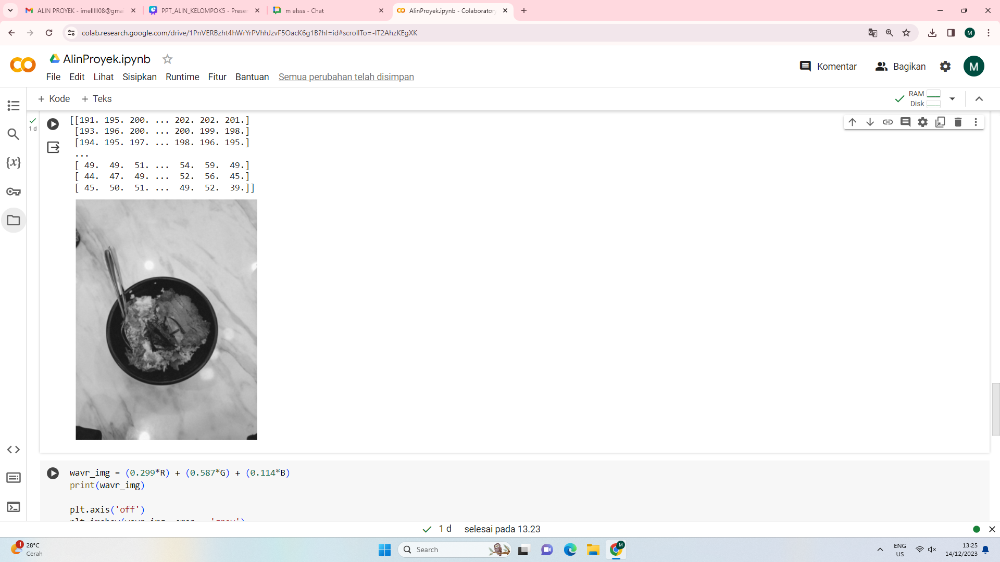 ALIN PROYEK - imelllll08@gma
PPT_ALIN_KELOMPOK5 - Prese
m elsss - Chat
AlinProyek.ipynb - Colaboratory
colab.research.google.com/drive/1PnVERBzht4hWrYrPVhhJzvF5OacK6g1B?hl=id#scrollTo=-IT2AhzKEgXK
M
AlinProyek.ipynb
Komentar
Bagikan
M
File Edit Lihat Sisipkan Runtime Fitur Bantuan Semua perubahan telah disimpan
+ Kode + Teks
RAM
Disk
1 d
[[191. 195. 200. ... 202. 202. 201.]
[193. 196. 200. ... 200. 199. 198.]
[194. 195. 197. ... 198. 196. 195.]
...
[ 49. 49. 51. ... 54. 59. 49.]
[ 44. 47. 49. ... 52. 56. 45.]
[ 45. 50. 51. ... 49. 52. 39.]]
{x}
wavr_img = (0.299*R) + (0.587*G) + (0.114*B)
print(wavr_img)
plt.axis('off')
1 d selesai pada 13.23
1
28°C
Cerah
Search
M
ENG
US
13:25
14/12/2023